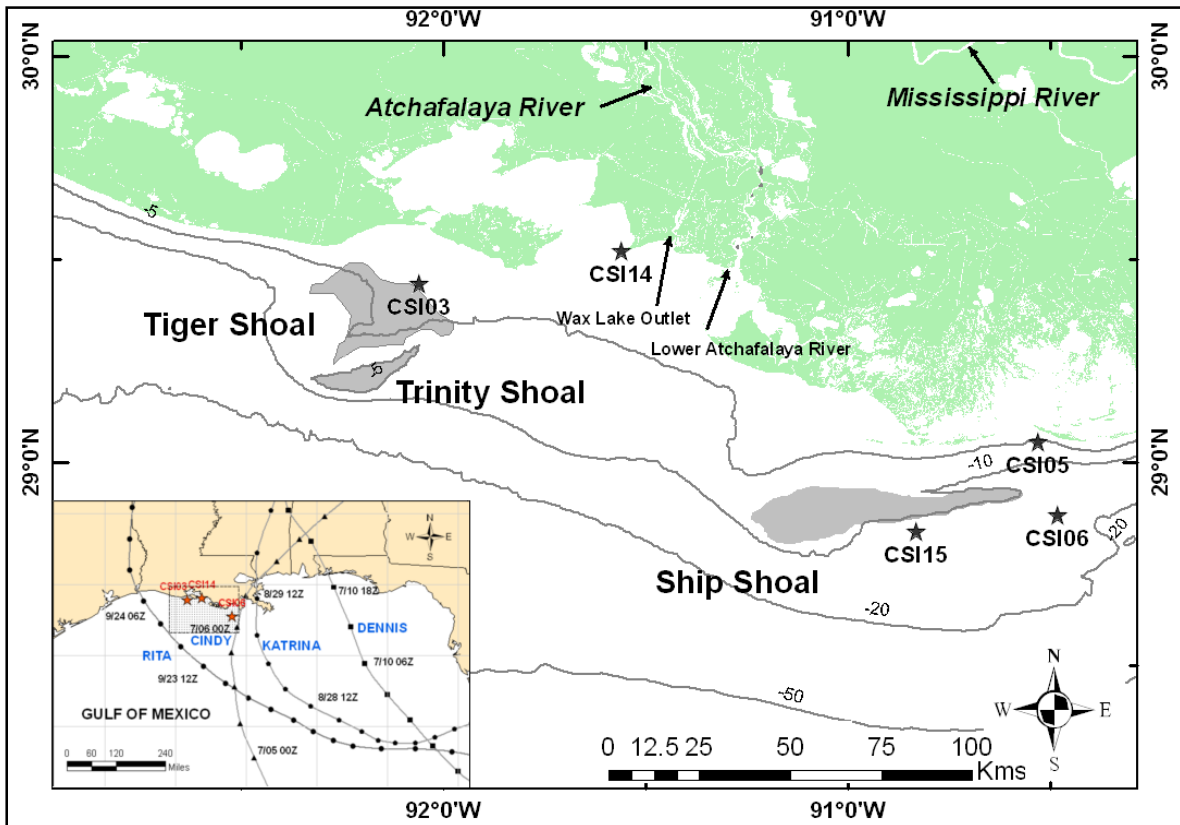 92°0'W
91°0'W
30°0'N
30°0'N
Atchafalaya River
Mississippi River
-5
CSI14
CSI03
Wax Lake Outlet
Tiger Shoal
Lower Atchafalaya River
-5
Trinity Shoal
29°0'N
29°0'N
CSI05
-10
CSI06
CSI15
-20
Ship Shoal
-20
-50
N
W
E
S
0 12.5 25 50 75 100
Kms
92°0'W
91°0'W
N
W
E
S
CSI03
CSI14
8/29 12Z
7/10 18Z
9/24 06Z
7/06 00Z
CINDY
KATRINA
DENNIS
RITA
7/10 06Z
9/23 12Z
8/28 12Z
GULF OF MEXICO
7/05 00Z
0 60 120 240
Miles